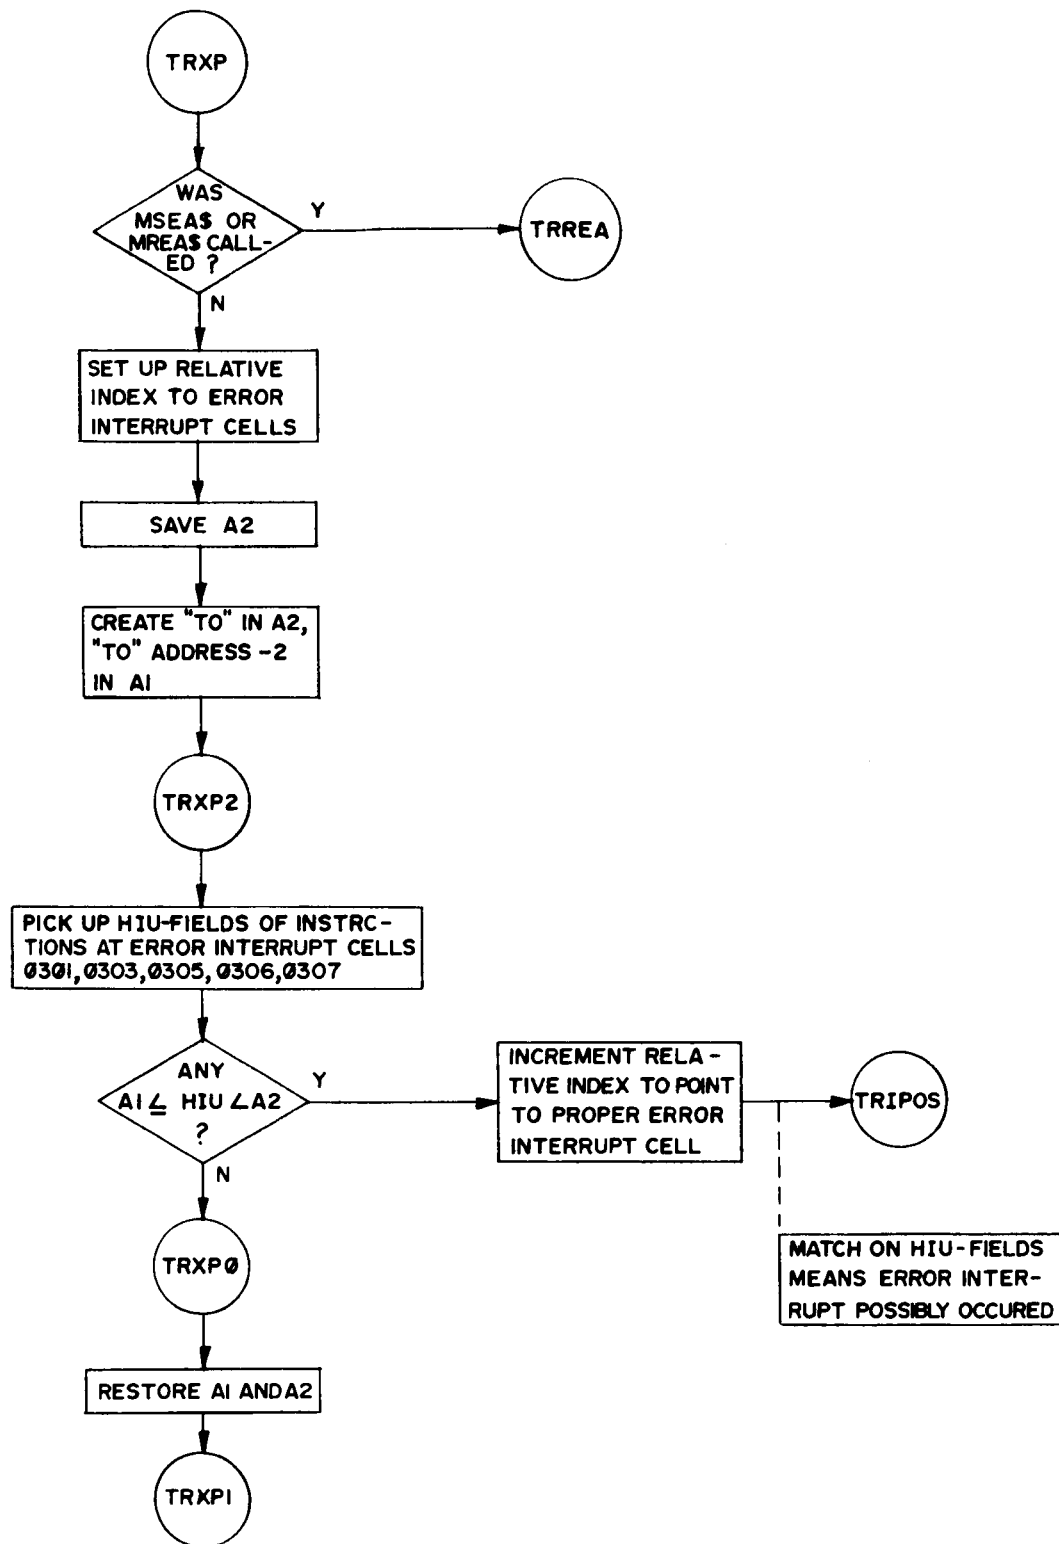 TRXP
WAS
MSEA$ OR
MREA$ CALL-
ED ?
Y
TRREA
N
SET UP RELATIVE
INDEX TO ERROR
INTERRUPT CELLS
SAVE A2
CREATE "TO" IN A2,
"TO" ADDRESS -2
IN A1
TRXP2
PICK UP HIU-FIELDS OF INSTRC-
TIONS AT ERROR INTERRUPT CELLS
0301,0303,0305,0306,0307
ANY
A1 ≤ HIU < A2
?
Y
INCREMENT RELA-
TIVE INDEX TO POINT
TO PROPER ERROR
INTERRUPT CELL
TRIPOS
N
MATCH ON HIU-FIELDS
MEANS ERROR INTER-
RUPT POSSIBLY OCCURED
TRXP0
RESTORE A1 AND A2
TRXP1